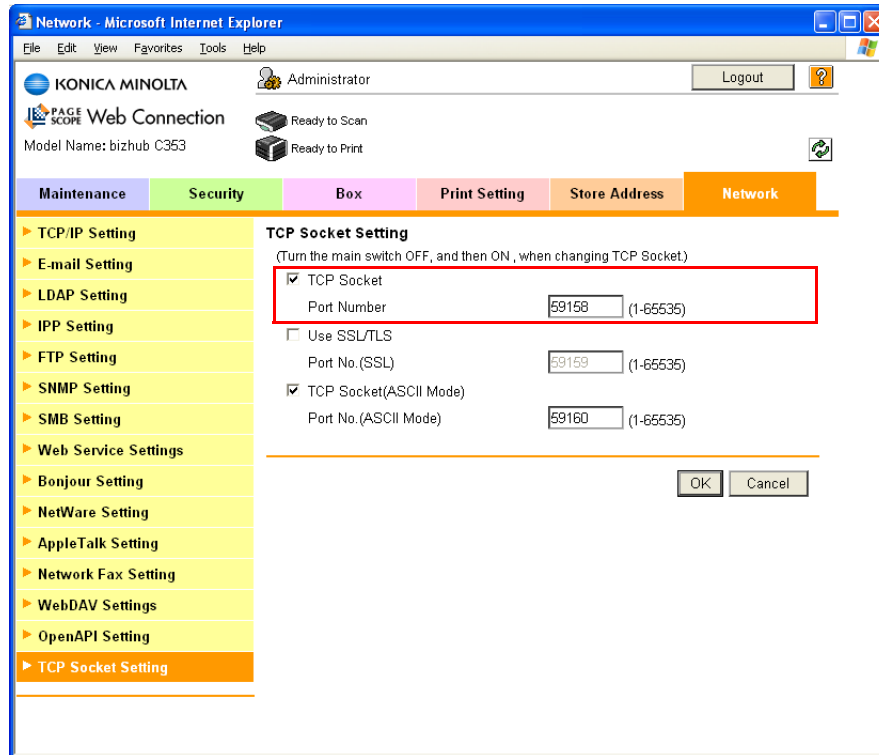 Network - Microsoft Internet Explorer
File Edit View Favorites Tools Help
KONICA MINOLTA
Administrator
Logout
?
PAGE SCOPE Web Connection
Ready to Scan
Model Name: bizhub C353
Ready to Print
Maintenance Security Box Print Setting Store Address Network
TCP/IP Setting
E-mail Setting
LDAP Setting
IPP Setting
FTP Setting
SNMP Setting
SMB Setting
Web Service Settings
Bonjour Setting
NetWare Setting
AppleTalk Setting
Network Fax Setting
WebDAV Settings
OpenAPI Setting
TCP Socket Setting
TCP Socket Setting
(Turn the main switch OFF, and then ON , when changing TCP Socket.)
TCP Socket
Port Number 59158 (1-65535)
Use SSL/TLS
Port No.(SSL) 59159 (1-65535)
TCP Socket(ASCII Mode)
Port No.(ASCII Mode) 59160 (1-65535)
OK Cancel